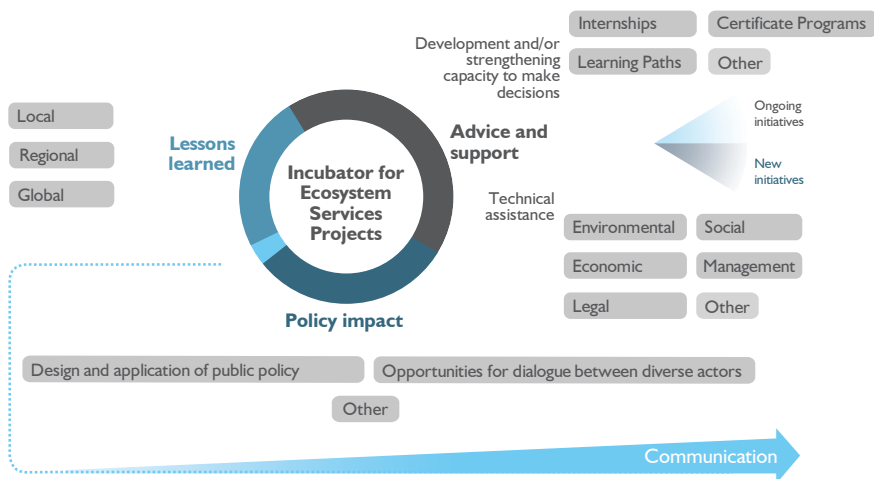 Internships
Certificate Programs
Development and/or
strengthening
capacity to make
decisions
Learning Paths
Other
Local
Regional
Global
Lessons
learned
Incubator for
Ecosystem
Services
Projects
Advice and
support
Ongoing
initiatives
New
initiatives
Technical
assistance
Environmental
Social
Economic
Management
Legal
Other
Policy impact
Design and application of public policy
Opportunities for dialogue between diverse actors
Other
Communication